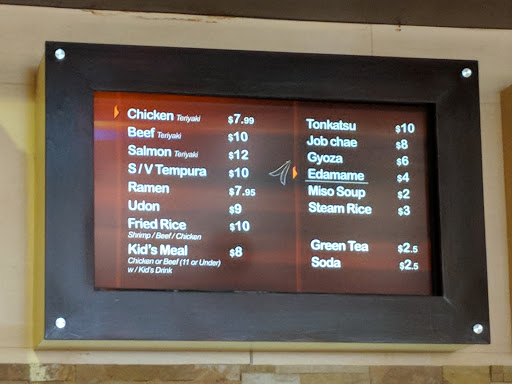 Chicken Teriyaki $7.99
Beef Teriyaki $10
Salmon Teriyaki $12
S / V Tempura $10
Ramen $7.95
Udon $9
Fried Rice $10
Shrimp / Beef / Chicken
Kid's Meal $8
Chicken or Beef (11 or Under)
w / Kid's Drink
Tonkatsu $10
Job chae $8
Gyoza $6
Edamame $4
Miso Soup $2
Steam Rice $3
Green Tea $2.5
Soda $2.5